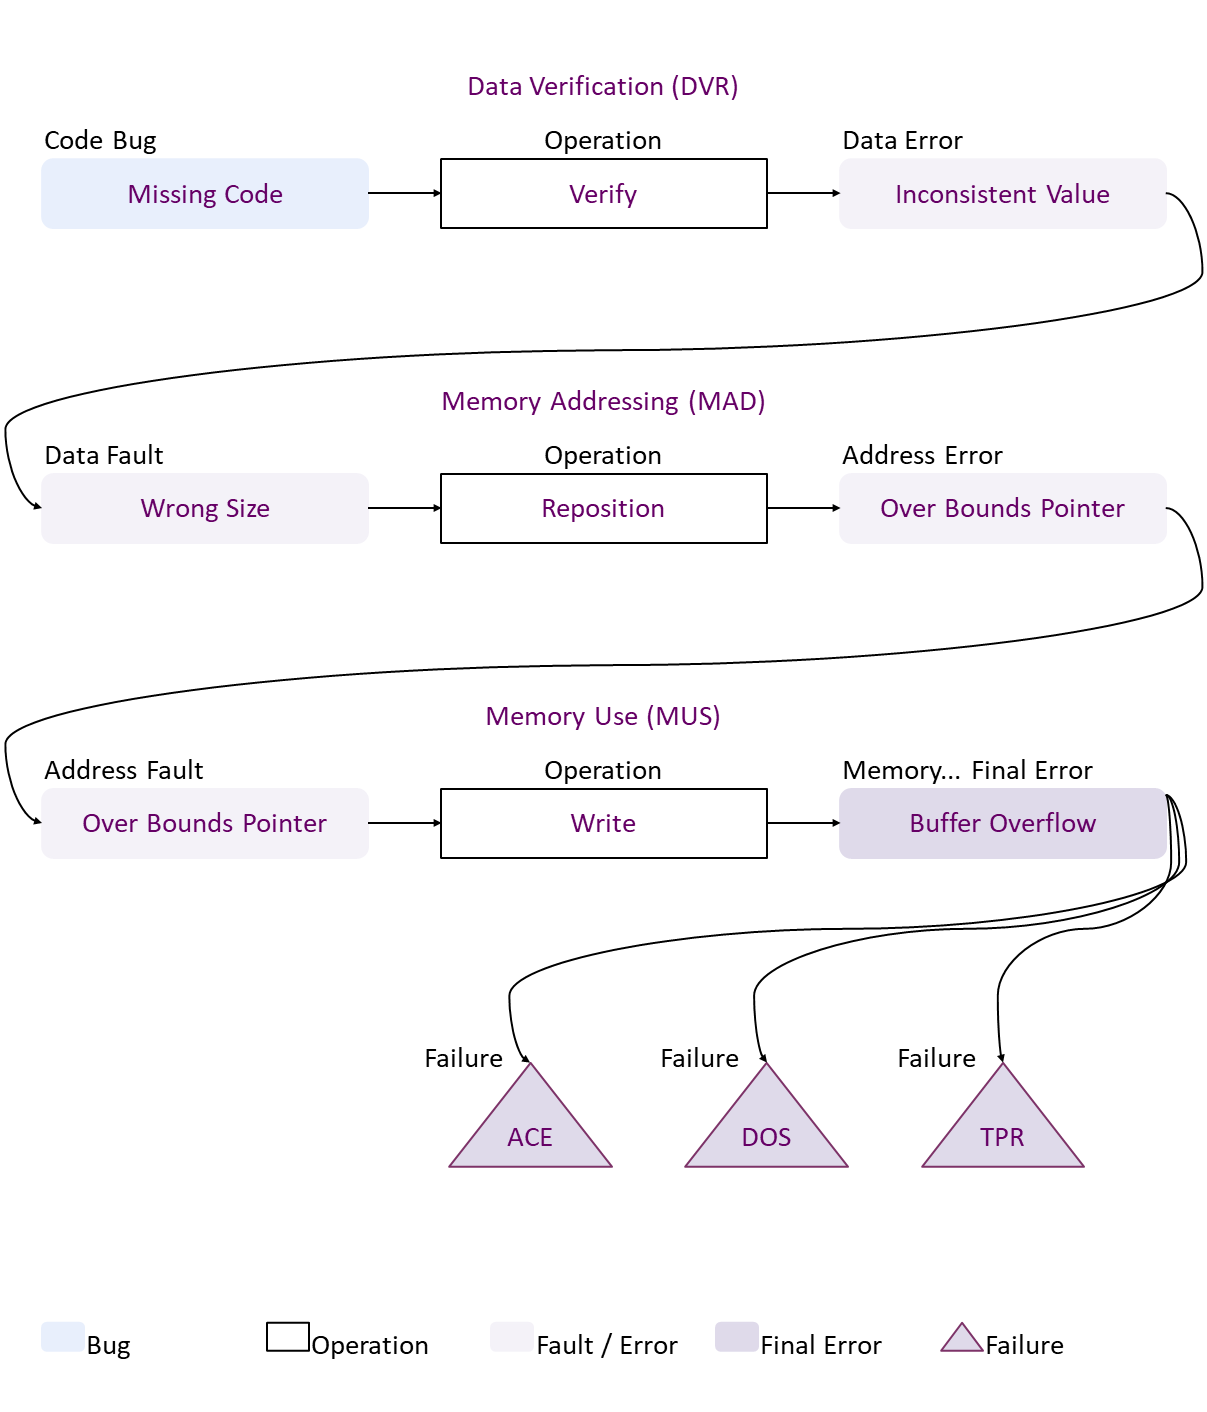 Data Verification (DVR)
Code Bug
Operation
Data Error
Missing Code
Verify
Inconsistent Value
Memory Addressing (MAD)
Data Fault
Operation
Address Error
Wrong Size
Reposition
Over Bounds Pointer
Memory Use (MUS)
Address Fault
Operation
Memory... Final Error
Over Bounds Pointer
Write
Buffer Overflow
Failure
Failure
Failure
ACE
DOS
TPR
Bug
Operation
Fault / Error
Final Error
Failure